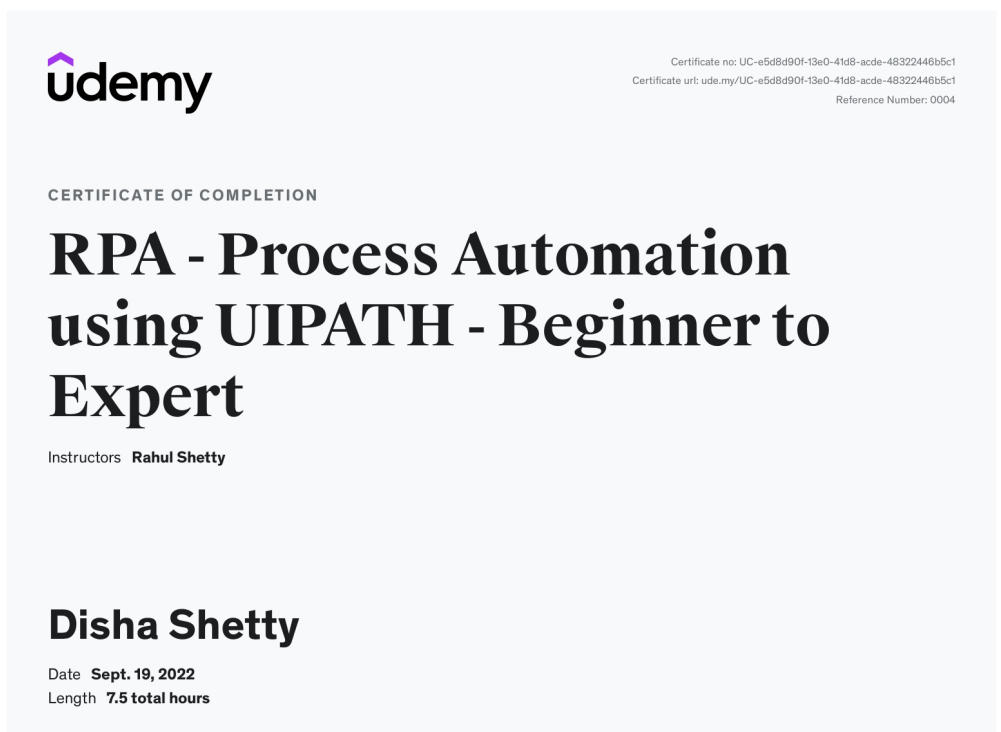 udemy
Certificate no: UC-e5d8d90f-13e0-41d8-acde-48322446b5c1
Certificate url: ude.my/UC-e5d8d90f-13e0-41d8-acde-48322446b5c1
Reference Number: 0004
CERTIFICATE OF COMPLETION
RPA - Process Automation
using UIPATH - Beginner to
Expert
Instructors Rahul Shetty
Disha Shetty
Date Sept. 19, 2022
Length 7.5 total hours